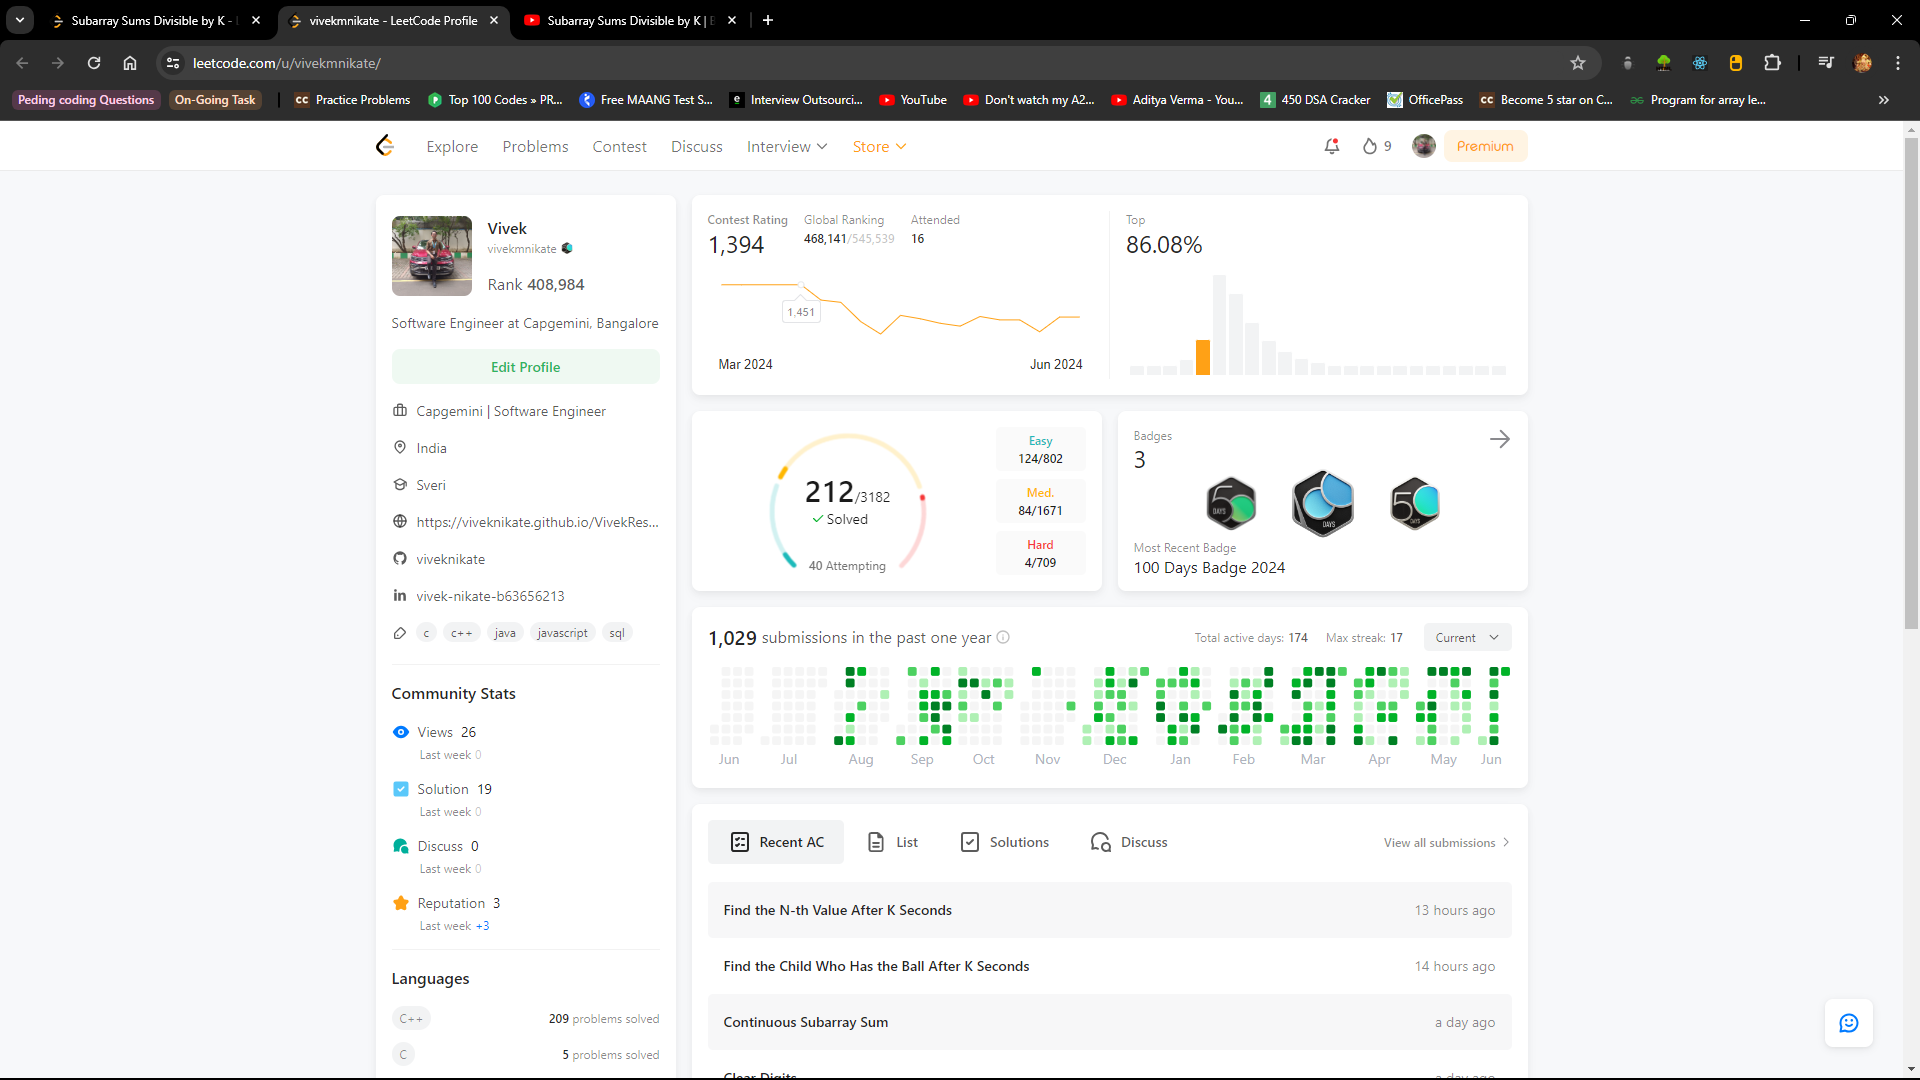 Subarray Sums Divisible by K -
vivekmnikate - LeetCode Profile
Subarray Sums Divisible by K |
leetcode.com/u/vivekmnikate/
Peding coding Questions
On-Going Task
Practice Problems
Top 100 Codes » PR...
Free MAANG Test S...
Interview Outsourci...
YouTube
Don't watch my A2...
Aditya Verma - You...
450 DSA Cracker
OfficePass
Become 5 star on C...
Program for array le...
Explore
Problems
Contest
Discuss
Interview
Store
9
Premium
Vivek
vivekmnikate
Rank 408,984
Software Engineer at Capgemini, Bangalore
Edit Profile
Capgemini | Software Engineer
India
Sveri
https://viveknikate.github.io/VivekRes...
viveknikate
vivek-nikate-b63656213
c c++ java javascript sql
Community Stats
Views 26
Last week 0
Solution 19
Last week 0
Discuss 0
Last week 0
Reputation 3
Last week +3
Languages
C++ 209 problems solved
C 5 problems solved
Contest Rating
1,394
Global Ranking
468,141/545,539
Attended
16
1,451
Mar 2024
Jun 2024
Top
86.08%
212/3182
Solved
40 Attempting
Easy
124/802
Med.
84/1671
Hard
4/709
Badges
3
50 DAYS
100 DAYS
50 DAYS
Most Recent Badge
100 Days Badge 2024
1,029 submissions in the past one year
Total active days: 174
Max streak: 17
Current
Jun Jul Aug Sep Oct Nov Dec Jan Feb Mar Apr May Jun
Recent AC
List
Solutions
Discuss
View all submissions
Find the N-th Value After K Seconds 13 hours ago
Find the Child Who Has the Ball After K Seconds 14 hours ago
Continuous Subarray Sum a day ago
Clear Digits a day ago